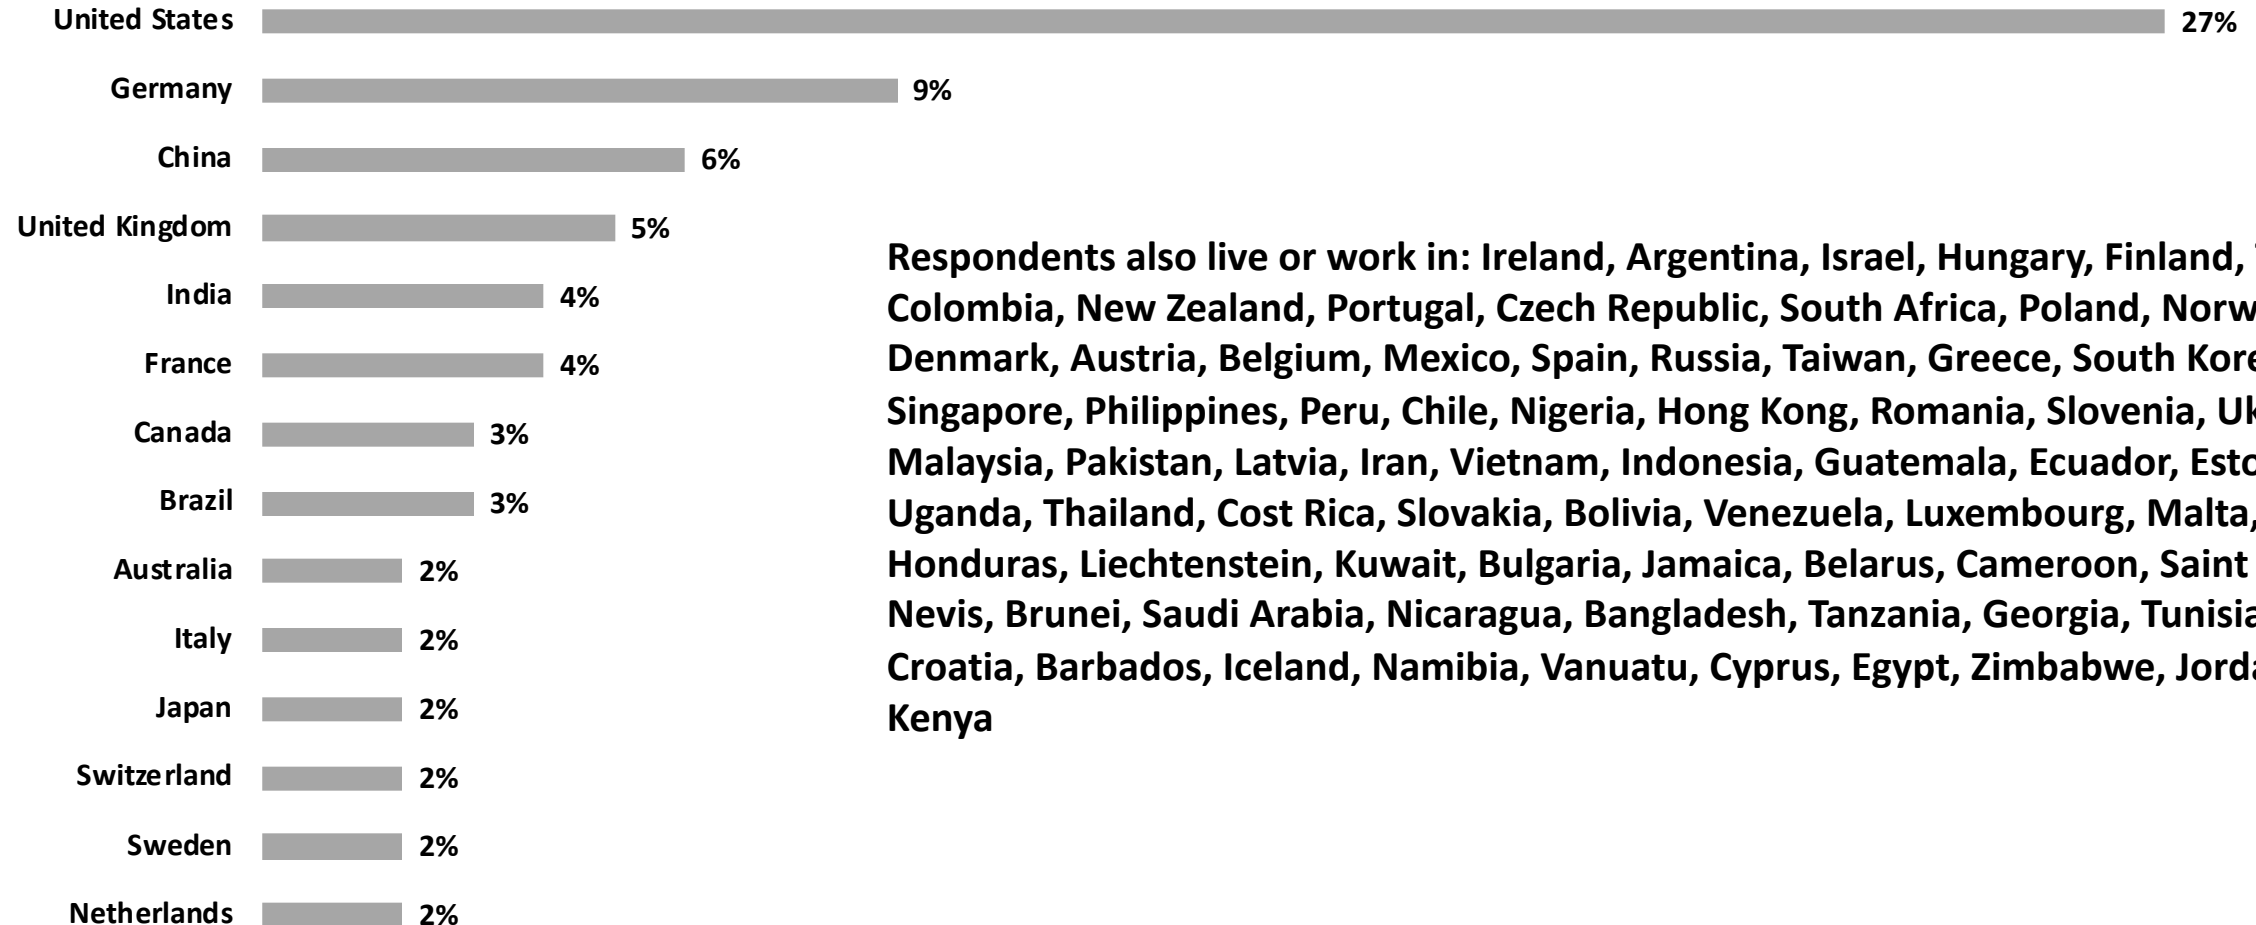 United States 27%
Germany 9%
China 6%
United Kingdom 5%
India 4%
France 4%
Canada 3%
Brazil 3%
Australia 2%
Italy 2%
Japan 2%
Switzerland 2%
Sweden 2%
Netherlands 2%
Respondents also live or work in: Ireland, Argentina, Israel, Hungary, Finland,
Colombia, New Zealand, Portugal, Czech Republic, South Africa, Poland,
Denmark, Austria, Belgium, Mexico, Spain, Russia, Taiwan, Greece, South
Singapore, Philippines, Peru, Chile, Nigeria, Hong Kong, Romania, Slovenia,
Malaysia, Pakistan, Latvia, Iran, Vietnam, Indonesia, Guatemala, Ecuador,
Uganda, Thailand, Cost Rica, Slovakia, Bolivia, Venezuela, Luxembourg, Malta,
Honduras, Liechtenstein, Kuwait, Bulgaria, Jamaica, Belarus, Cameroon, Saint
Nevis, Brunei, Saudi Arabia, Nicaragua, Bangladesh, Tanzania, Georgia, Tunisia
Croatia, Barbados, Iceland, Namibia, Vanuatu, Cyprus, Egypt, Zimbabwe,
Kenya